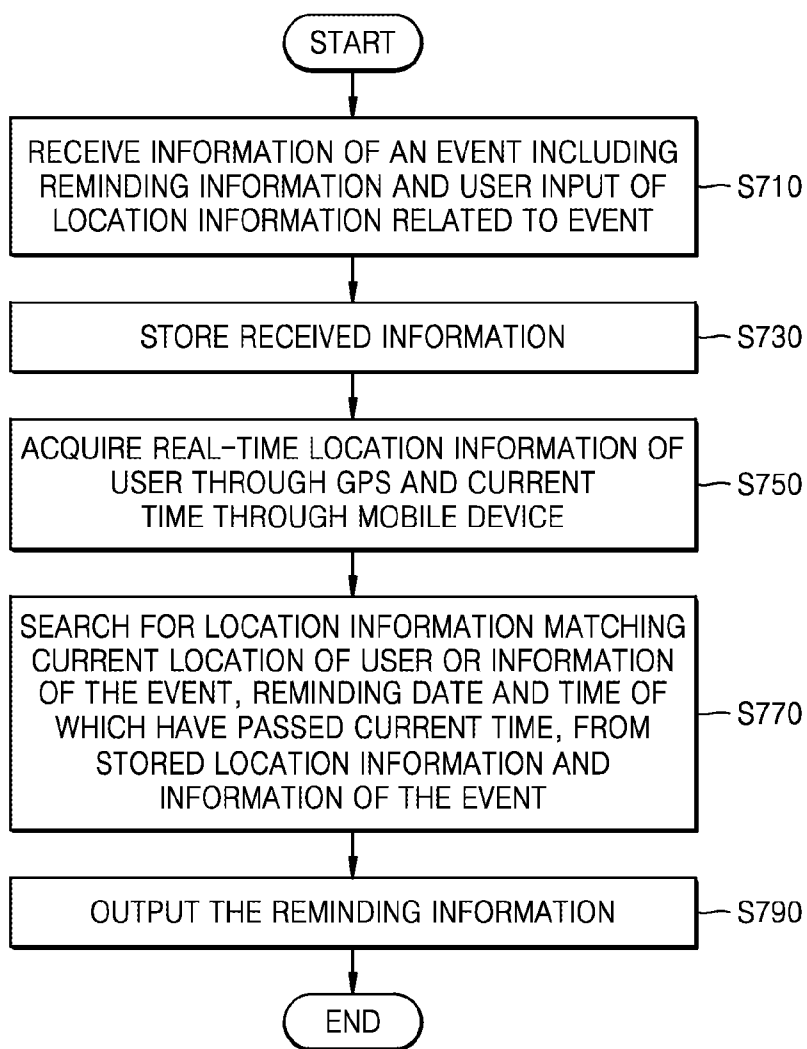 START
RECEIVE INFORMATION OF AN EVENT INCLUDING
REMINDING INFORMATION AND USER INPUT OF
LOCATION INFORMATION RELATED TO EVENT
S710
STORE RECEIVED INFORMATION
S730
ACQUIRE REAL-TIME LOCATION INFORMATION OF
USER THROUGH GPS AND CURRENT
TIME THROUGH MOBILE DEVICE
S750
SEARCH FOR LOCATION INFORMATION MATCHING
CURRENT LOCATION OF USER OR INFORMATION
OF THE EVENT, REMINDING DATE AND TIME OF
WHICH HAVE PASSED CURRENT TIME, FROM
STORED LOCATION INFORMATION AND
INFORMATION OF THE EVENT
S770
OUTPUT THE REMINDING INFORMATION
S790
END